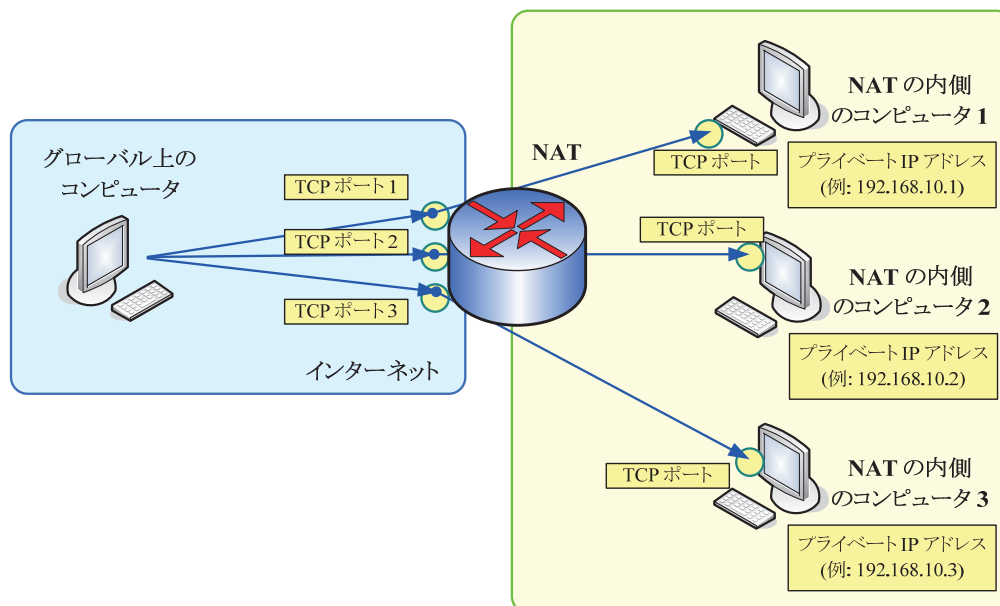 グローバル上の
コンピュータ
TCP ポート 1
TCP ポート 2
TCP ポート 3
インターネット
NAT
TCP ポート
NAT の内側
のコンピュータ 1
プライベート IP アドレス
(例: 192.168.10.1)
TCP ポート
NAT の内側
のコンピュータ 2
プライベート IP アドレス
(例: 192.168.10.2)
TCP ポート
NAT の内側
のコンピュータ 3
プライベート IP アドレス
(例: 192.168.10.3)